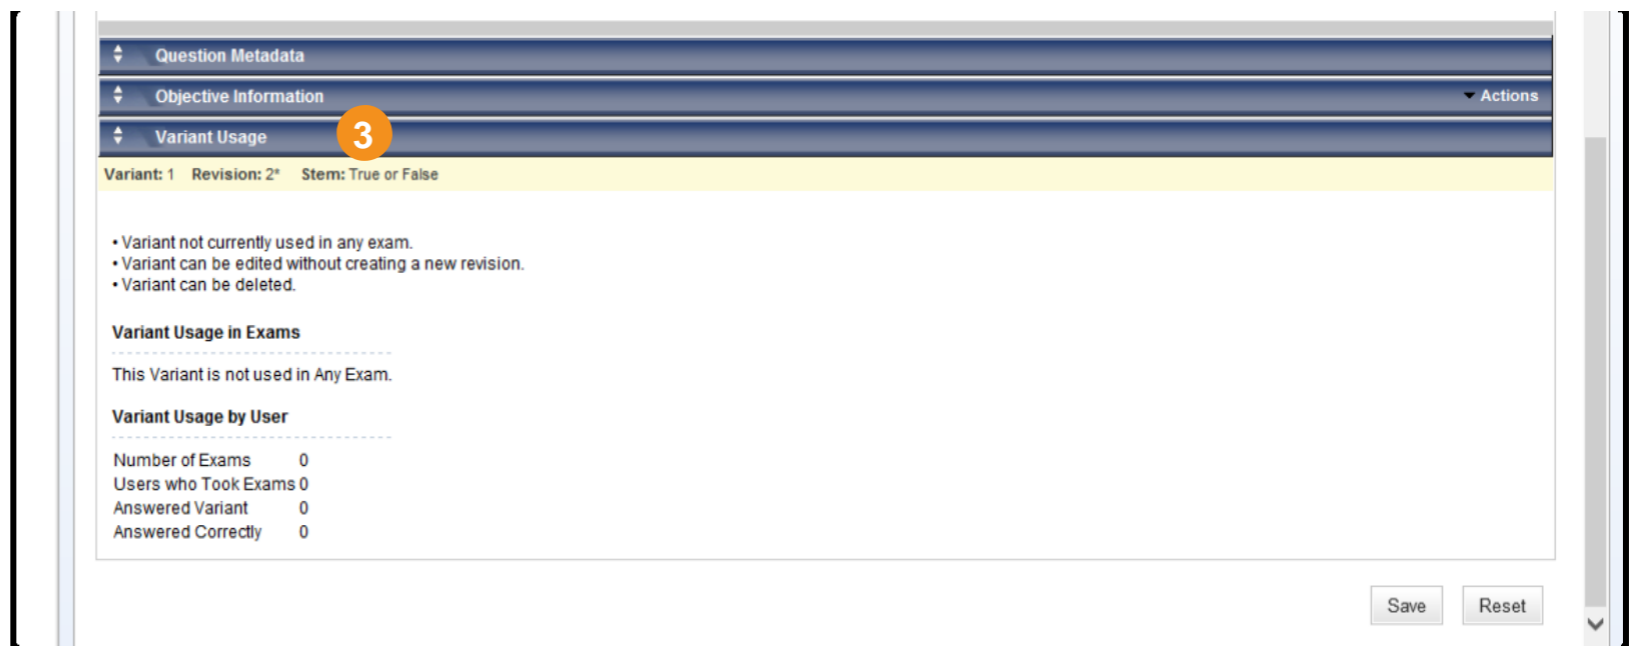 Question Metadata
Objective Information Actions
Variant Usage 3
Variant: 1 Revision: 2* Stem: True or False
• Variant not currently used in any exam.
• Variant can be edited without creating a new revision.
• Variant can be deleted.
Variant Usage in Exams
This Variant is not used in Any Exam.
Variant Usage by User
Number of Exams 0
Users who Took Exams 0
Answered Variant 0
Answered Correctly 0
Save Reset